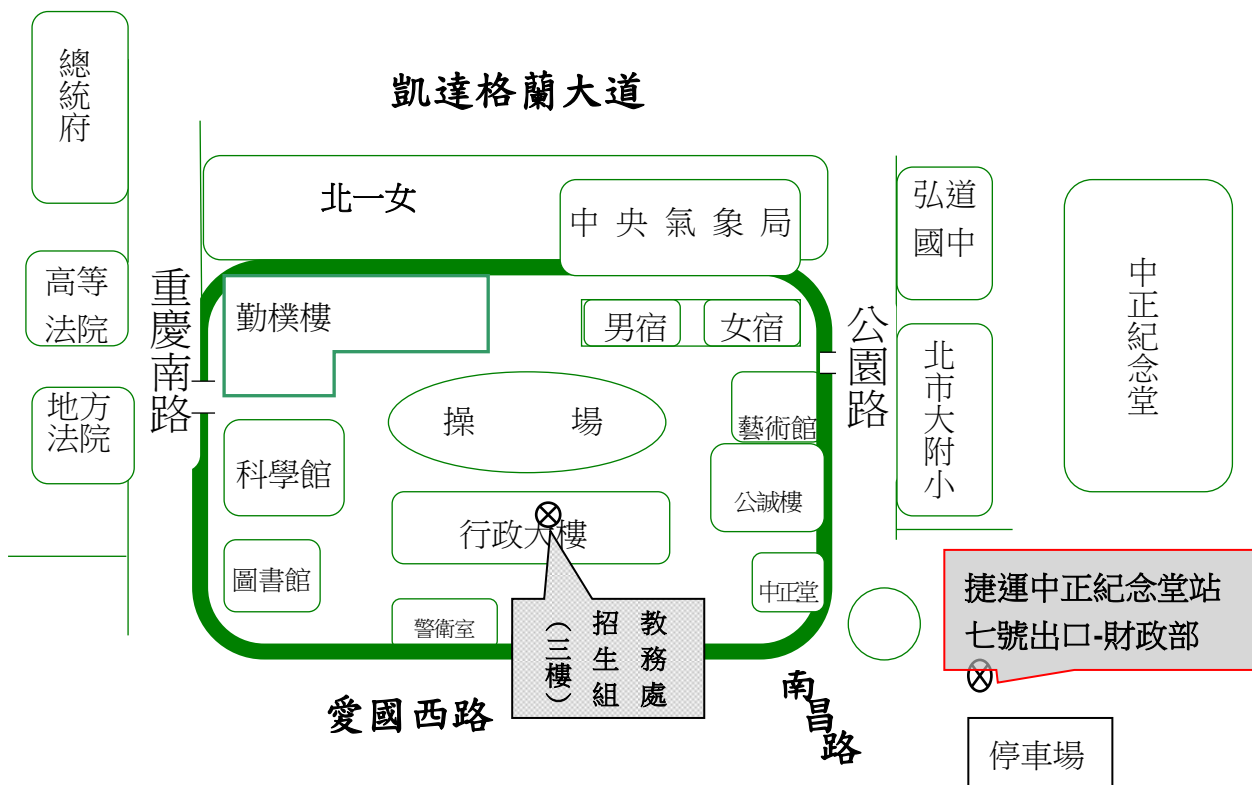 總統府
凱達格蘭大道
北一女
中央氣象局
弘道
國中
中正紀念堂
高等
法院
重慶南路
勤樸樓
男宿
女宿
公園路
北市大附小
地方
法院
操場
藝術館
科學館
公誠樓
行政大樓
圖書館
中正堂
警衛室
教務處
招生組
（三樓）
捷運中正紀念堂站
七號出口-財政部
愛國西路
南昌路
停車場